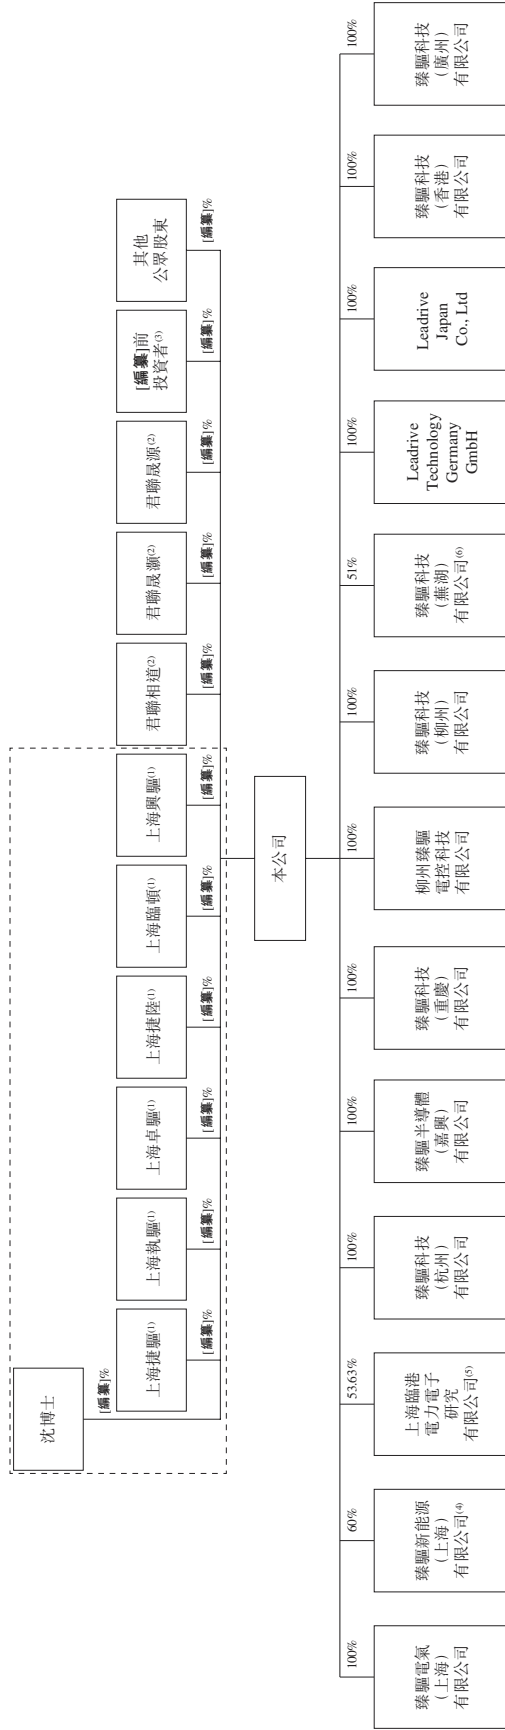 沈博士
[編纂]%
上海捷驅(1)
上海執驅(1)
上海卓驅(1)
上海捷陸(1)
上海臨頓(1)
上海興驅(1)
君聯相道(2)
君聯晟灝(2)
君聯晟源(2)
[編纂]前
投資者(3)
其他
公眾股東
[編纂]%
[編纂]%
[編纂]%
[編纂]%
[編纂]%
[編纂]%
[編纂]%
[編纂]%
[編纂]%
[編纂]%
[編纂]%
本公司
100%
60%
53.63%
100%
100%
100%
100%
100%
51%
100%
100%
100%
100%
臻驅電氣
(上海)
有限公司
臻驅新能源
(上海)
有限公司(4)
上海臨港
電力電子
研究
有限公司(5)
臻驅科技
(杭州)
有限公司
臻驅半導體
(嘉興)
有限公司
臻驅科技
(重慶)
有限公司
柳州臻驅
電控科技
有限公司
臻驅科技
(柳州)
有限公司
臻驅科技
(蕪湖)
有限公司(6)
Leadrive
Technology
Germany
GmbH
Leadrive
Japan
Co., Ltd
臻驅科技
(香港)
有限公司
臻驅科技
(廣州)
有限公司